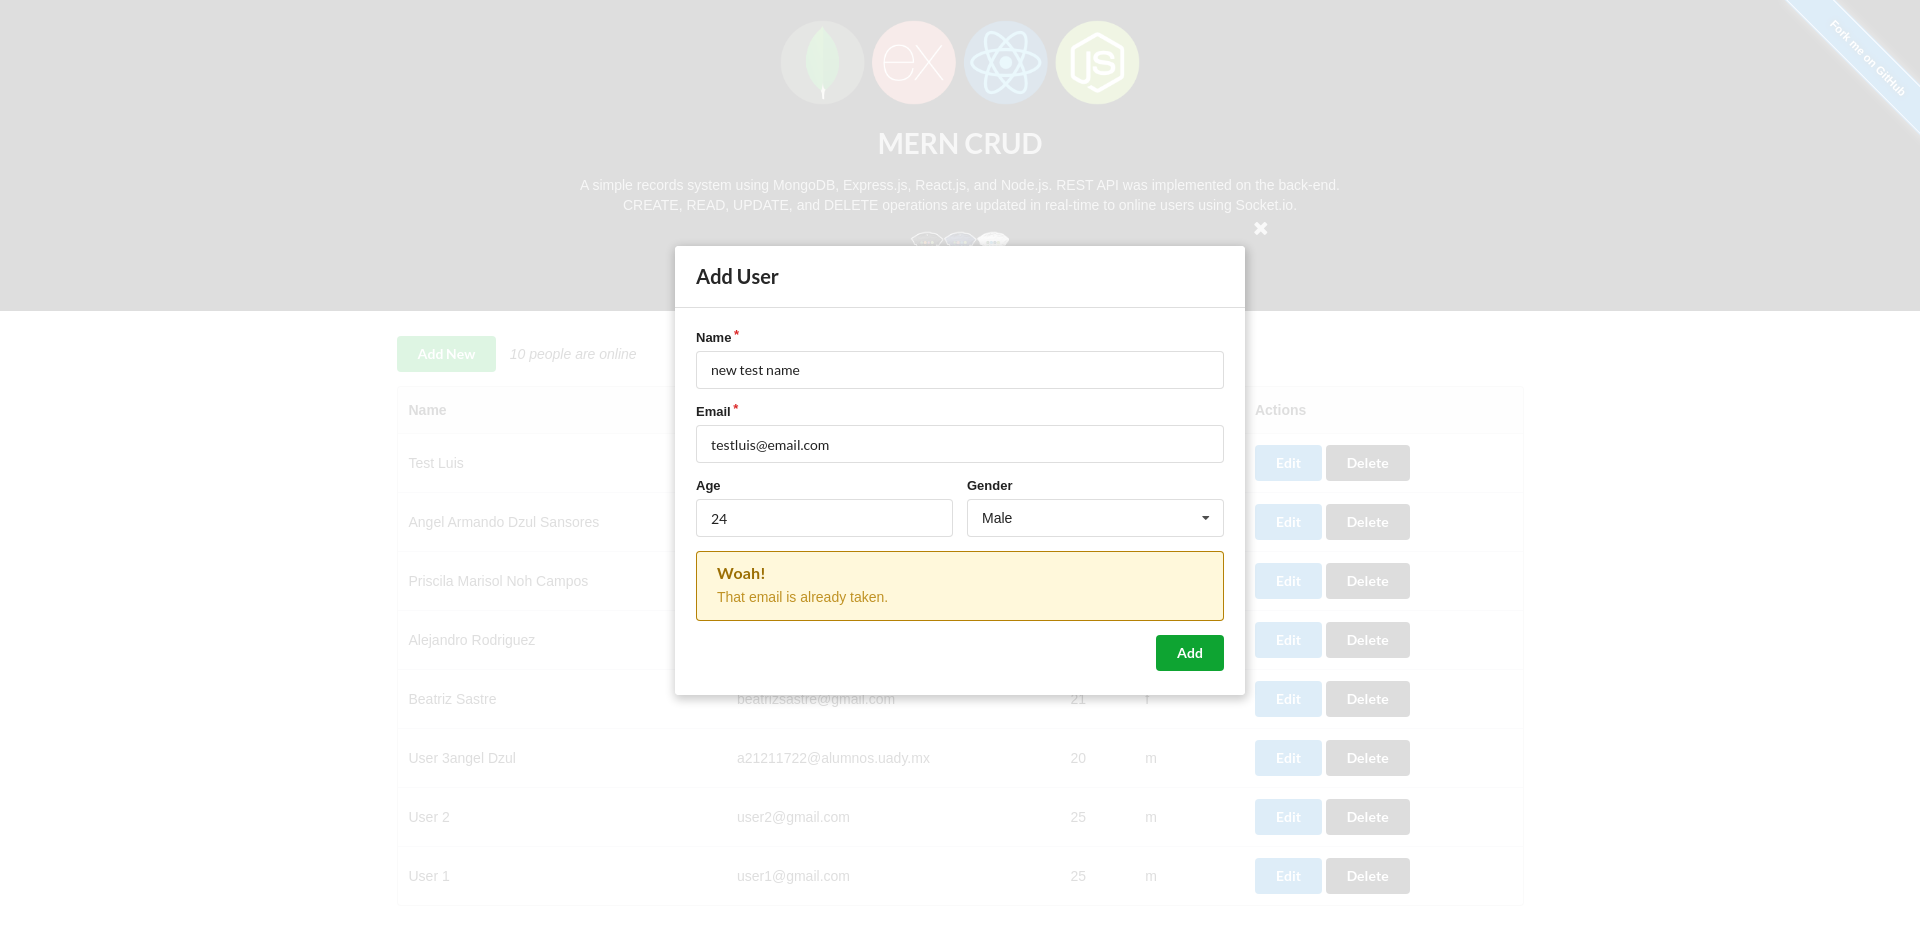 Fork me on GitHub
ex
JS
MERN CRUD
A simple records system using MongoDB, Express.js, React.js, and Node.js. REST API was implemented on the back-end.
CREATE, READ, UPDATE, and DELETE operations are updated in real-time to online users using Socket.io.
Add User
Name*
new test name
Email*
testluis@email.com
Age Gender
24 Male
Woah!
That email is already taken.
Add
Add New 10 people are online
Name Actions
Test Luis Edit Delete
Angel Armando Dzul Sansores Edit Delete
Priscila Marisol Noh Campos Edit Delete
Alejandro Rodriguez Edit Delete
Beatriz Sastre beatrizsastre@gmail.com 21 f Edit Delete
User 3angel Dzul a21211722@alumnos.uady.mx 20 m Edit Delete
User 2 user2@gmail.com 25 m Edit Delete
User 1 user1@gmail.com 25 m Edit Delete